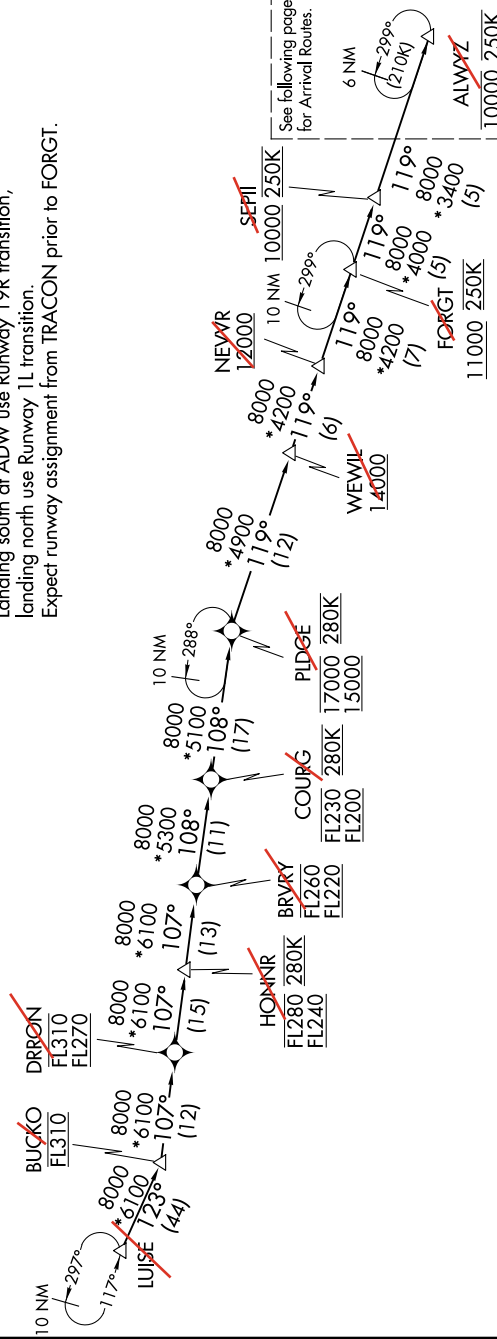 Landing south at ADW use Runway 19R transition,
landing north use Runway 1L transition.
Expect runway assignment from TRACON prior to FORGT.
See following page
for Arrival Routes.
10 NM
297°
117°
LUISE
8000
*6100
123°
(44)
BUCKO
FL310
8000
*6100
107°
(12)
DRRON
FL310
FL270
8000
*6100
107°
(15)
HONNR
FL280 280K
FL240
8000
*6100
107°
(13)
BRVRY
FL260
FL220
8000
*5300
108°
(11)
COURG
FL230 280K
FL200
8000
*5100
108°
(17)
10 NM
288°
PLDGE
17000 280K
15000
8000
*4900
119°
(12)
WEWIL
14000
8000
*4200
119°
(6)
NEVVR
12000
119°
8000
*4200
(7)
10 NM
299°
FORGT
11000 250K
119°
8000
*4000
(5)
SEPII
10000 250K
119°
8000
*3400
(5)
6 NM
299°
(210K)
ALWYZ
10000 250K